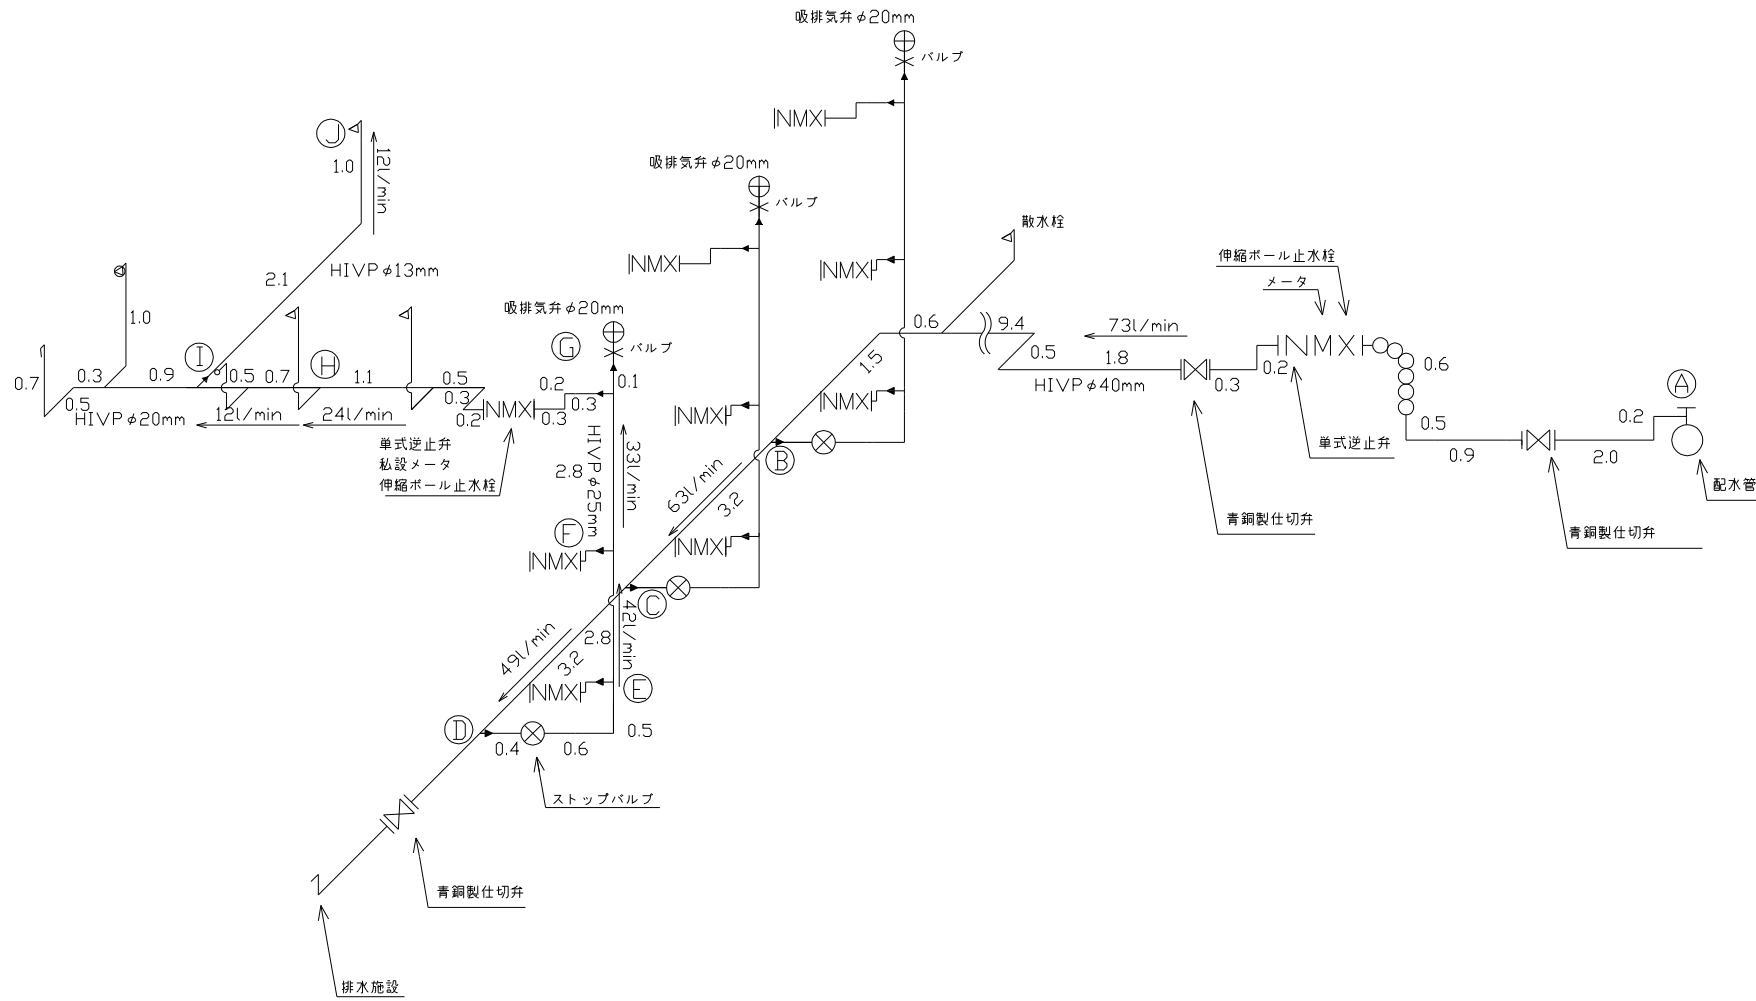 吸排気弁φ20mm
バルブ
NMX
吸排気弁φ20mm
バルブ
NMX
J
1.0
12l/min
2.1
HIVPφ13mm
1.0
吸排気弁φ20mm
バルブ
NMX
散水栓
伸縮ボール止水栓
メータ
NMX
0.6
9.4
73l/min
0.5
1.8
HIVPφ40mm
0.3
0.2
NMX
0.6
A
0.5
0.2
0.9
2.0
配水管
単式逆止弁
青銅製仕切弁
青銅製仕切弁
G
I
H
0.7
0.3
0.5
0.9
0.5
0.7
1.1
0.5
0.3
0.2
NMX
0.2
0.3
0.3
0.1
HIVPφ20mm
12l/min
24l/min
単式逆止弁
私設メータ
伸縮ボール止水栓
HIVPφ25mm
2.8
33l/min
1.5
NMX
NMX
B
63l/min
3.2
F
NMX
NMX
C
42l/min
2.8
49l/min
3.2
NMX
E
D
0.4
0.6
0.5
ストップバルブ
青銅製仕切弁
排水施設